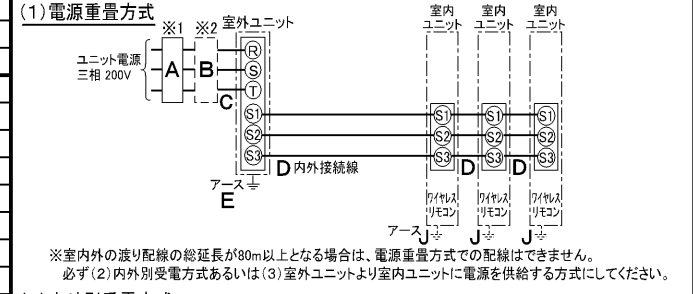 (1)電源重畳方式
※1 ※2 室外ユニット
室内ユニット 室内ユニット 室内ユニット
ユニット電源
三相 200V
A B C
R
S
T
S1 S1 S1 S1
S2 S2 S2 S2
S3 S3 S3 S3
D 内外接続線 D D
アース
E
ワイヤレスリモコン ワイヤレスリモコン ワイヤレスリモコン
アース J J J
※室内外の渡り配線の総延長が80m以上となる場合は、電源重畳方式での配線はできません。
必ず(2)内外別受電方式あるいは(3)室外ユニットより室内ユニットに電源を供給する方式にしてください。